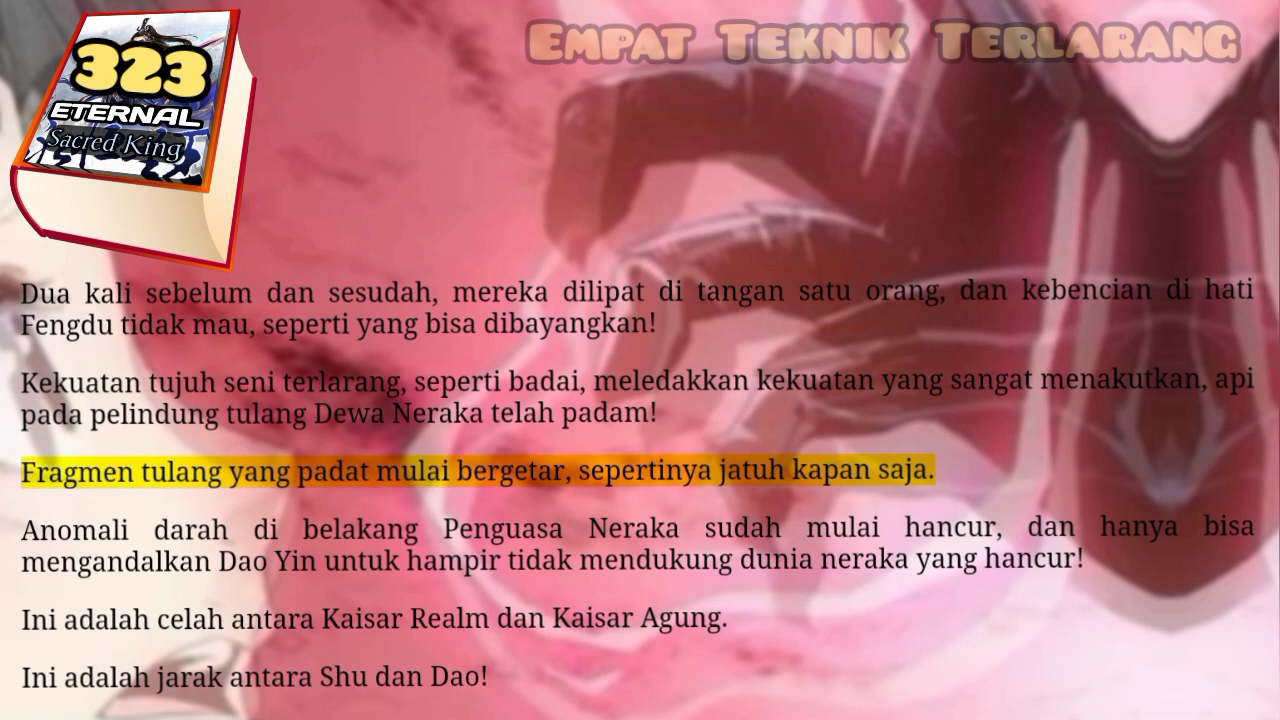 323
ETERNAL
Sacred King
Empat Teknik Terlarang
Dua kali sebelum dan sesudah, mereka dilipat di tangan satu orang, dan kebencian di hati
Fengdu tidak mau, seperti yang bisa dibayangkan!
Kekuatan tujuh seni terlarang, seperti badai, meledakkan kekuatan yang sangat menakutkan, api
pada pelindung tulang Dewa Neraka telah padam!
Fragmen tulang yang padat mulai bergetar, sepertinya jatuh kapan saja.
Anomali darah di belakang Penguasa Neraka sudah mulai hancur, dan hanya bisa
mengandalkan Dao Yin untuk hampir tidak mendukung dunia neraka yang hancur!
Ini adalah celah antara Kaisar Realm dan Kaisar Agung.
Ini adalah jarak antara Shu dan Dao!